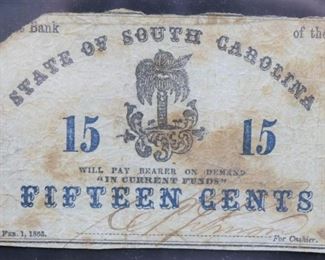 Bank of the
STATE OF SOUTH CAROLINA
15 15
WILL PAY BEARER ON DEMAND
"IN CURRENT FUNDS"
FIFTEEN CENTS
FEB. 1, 1863. For Cashier.